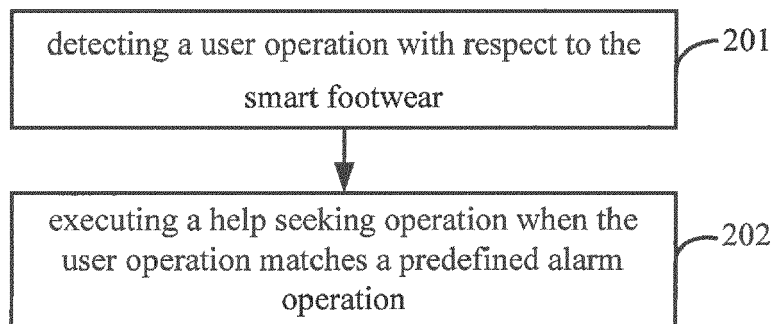 detecting a user operation with respect to the
smart footwear
201
executing a help seeking operation when the
user operation matches a predefined alarm
operation
202